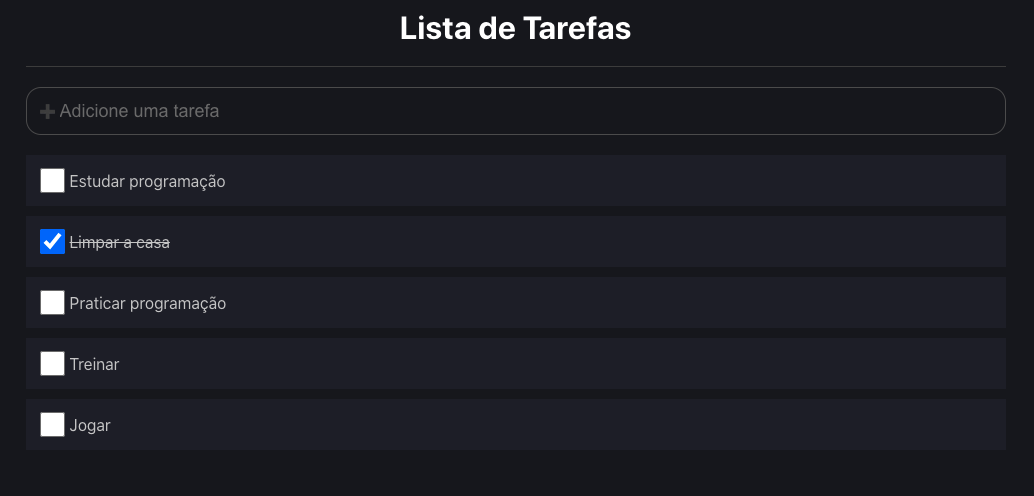 Lista de Tarefas
➕ Adicione uma tarefa
Estudar programação
Limpar a casa
Praticar programação
Treinar
Jogar